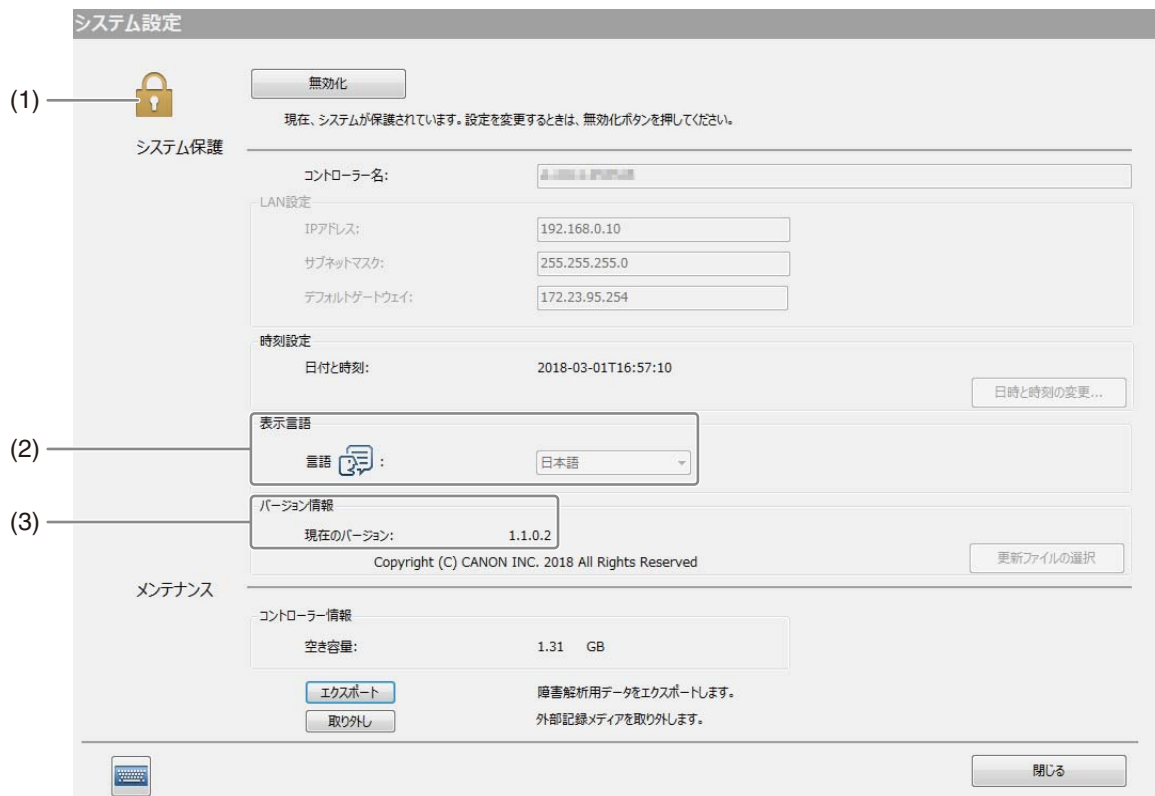 システム設定
(1)
無効化
現在、システムが保護されています。設定を変更するときは、無効化ボタンを押してください。
システム保護
コントローラー名:
LAN設定
IPアドレス: 192.168.0.10
サブネットマスク: 255.255.255.0
デフォルトゲートウェイ: 172.23.95.254
時刻設定
日付と時刻: 2018-03-01T16:57:10
日時と時刻の変更...
(2)
表示言語
言語 : 日本語
(3)
バージョン情報
現在のバージョン: 1.1.0.2
Copyright (C) CANON INC. 2018 All Rights Reserved
更新ファイルの選択
メンテナンス
コントローラー情報
空き容量: 1.31 GB
エクスポート 障害解析用データをエクスポートします。
取り外し 外部記録メディアを取り外します。
閉じる